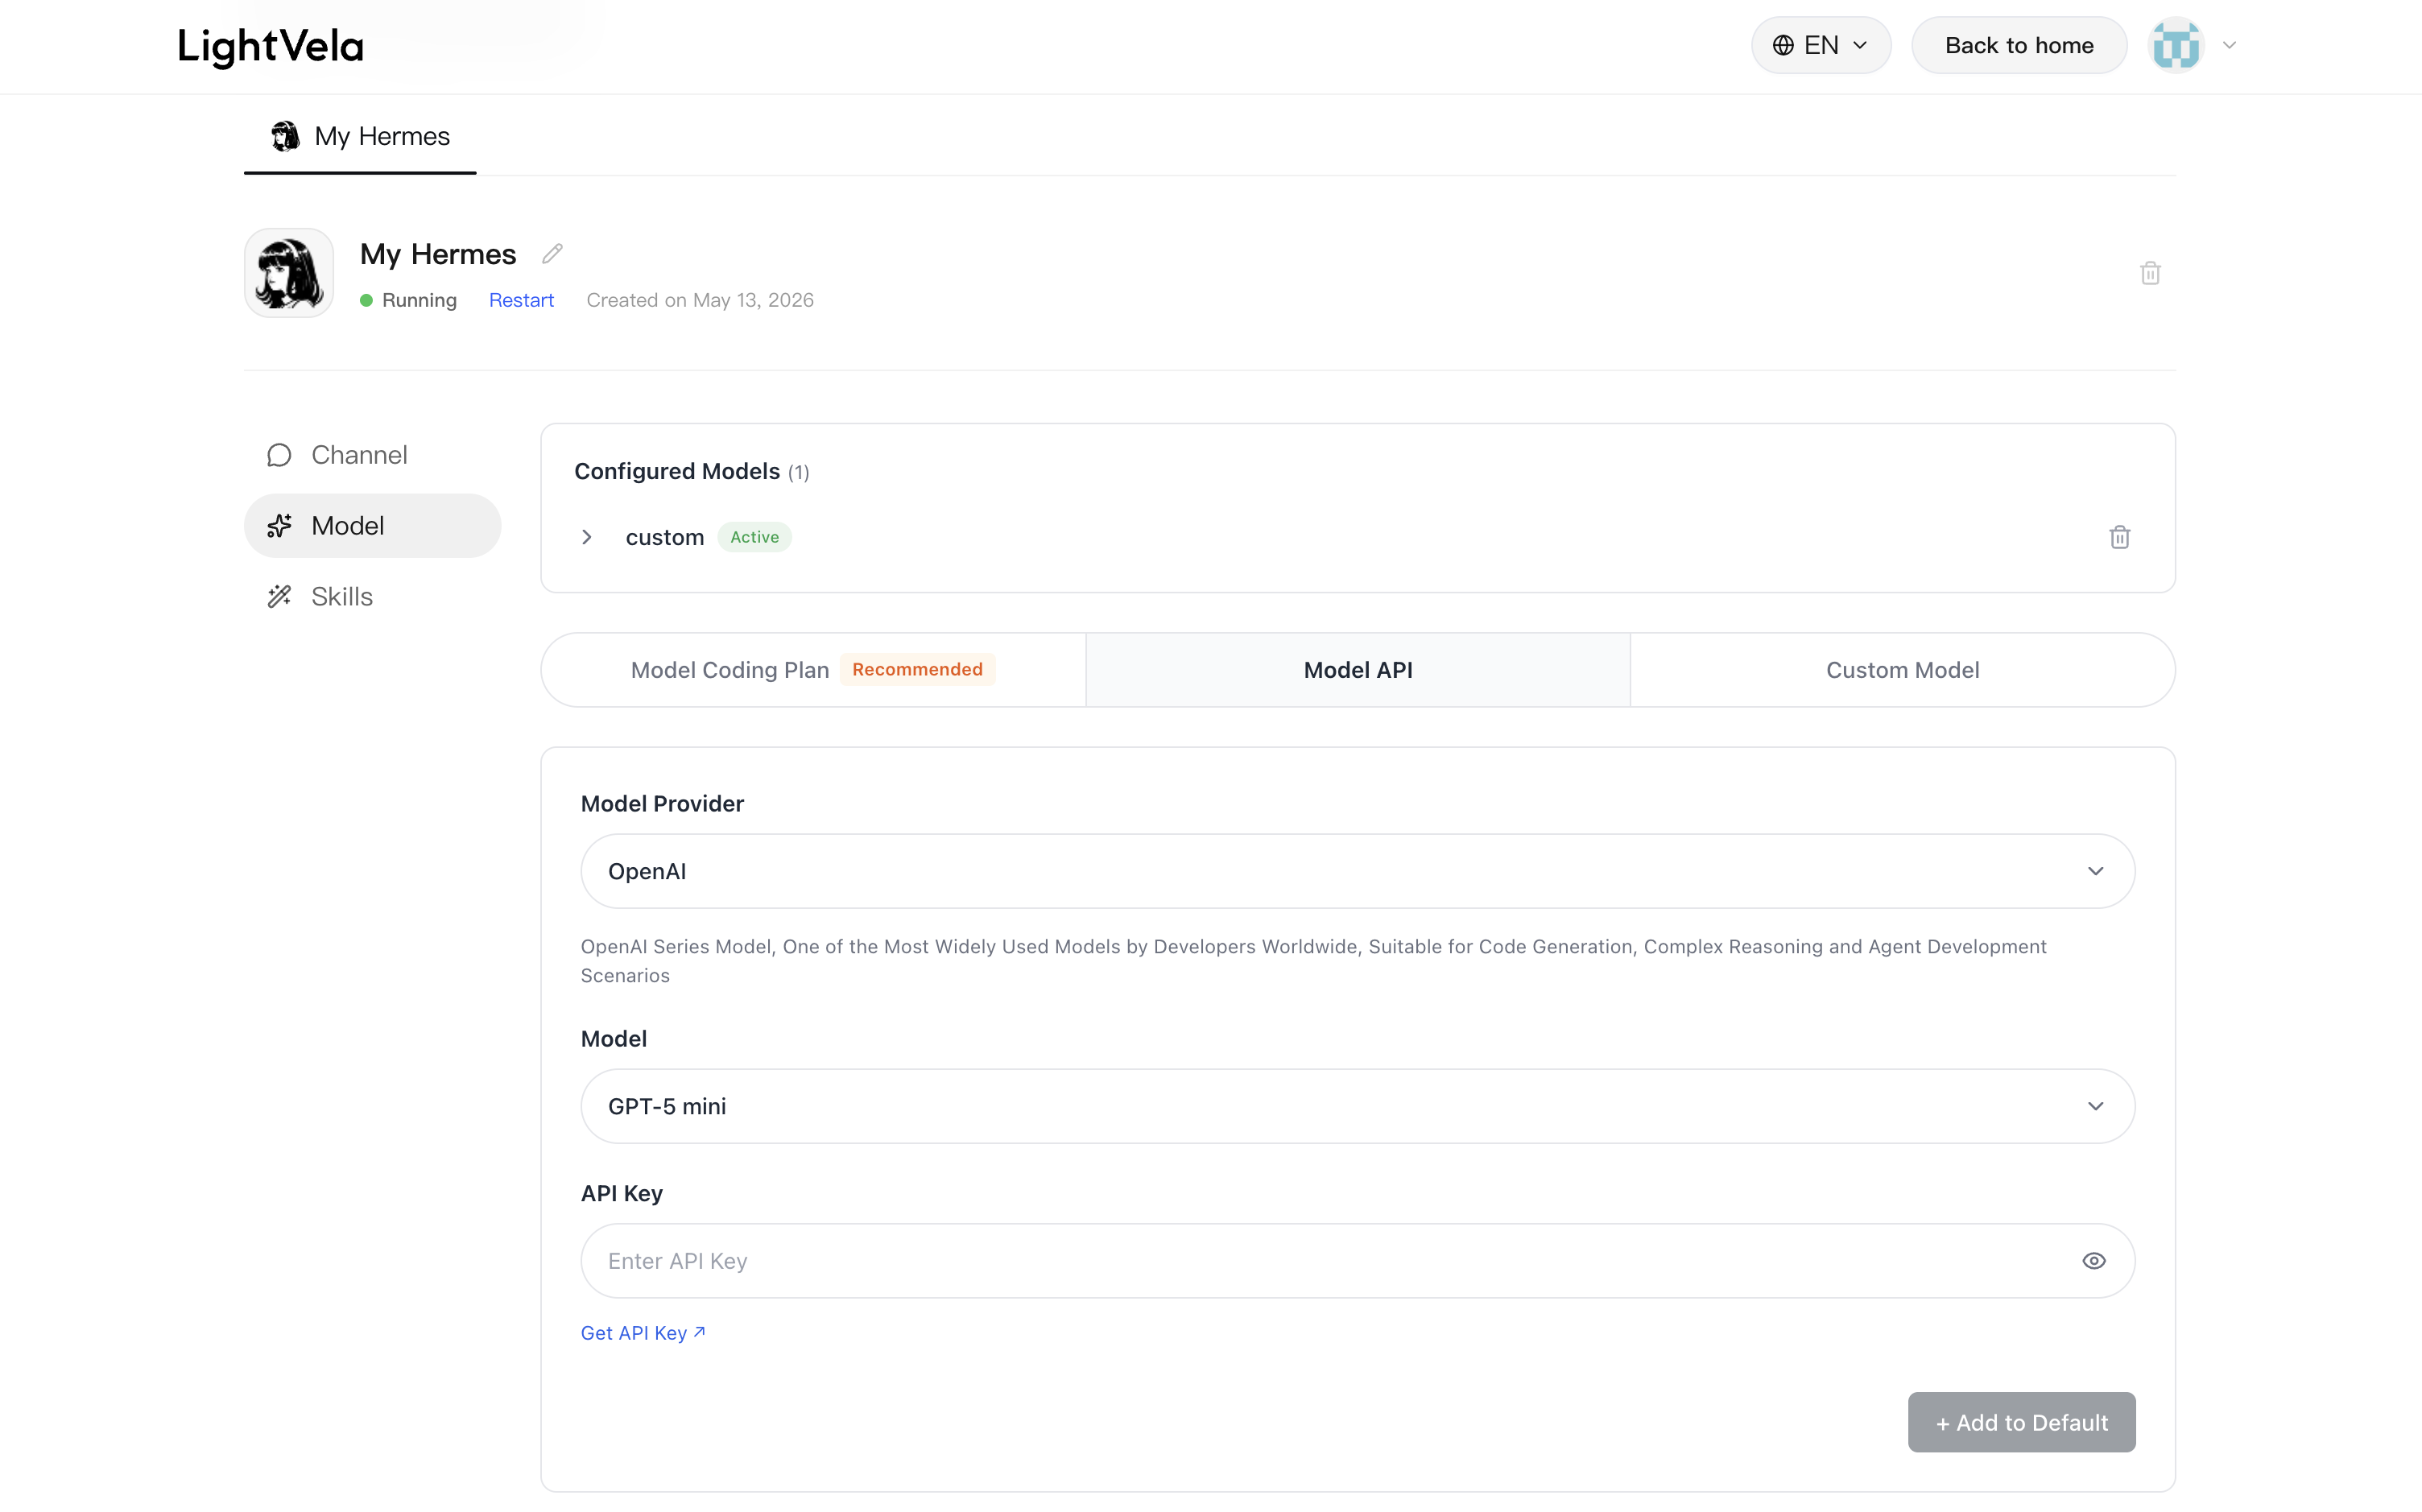 LightVela
EN
Back to home
My Hermes
My Hermes
Running Restart Created on May 13, 2026
Channel
Model
Skills
Configured Models (1)
custom Active
Model Coding Plan Recommended
Model API
Custom Model
Model Provider
OpenAI
OpenAI Series Model, One of the Most Widely Used Models by Developers Worldwide, Suitable for Code Generation, Complex Reasoning and Agent Development
Scenarios
Model
GPT-5 mini
API Key
Enter API Key
Get API Key ↗
+ Add to Default